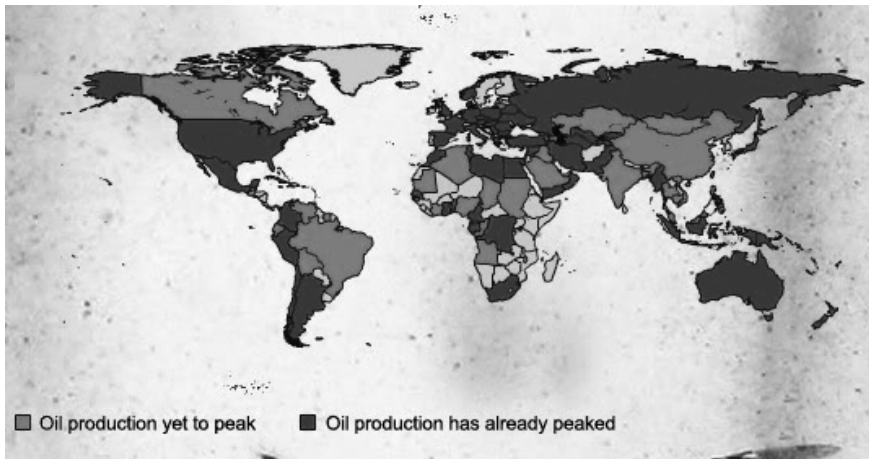 Oil production yet to peak
Oil production has already peaked